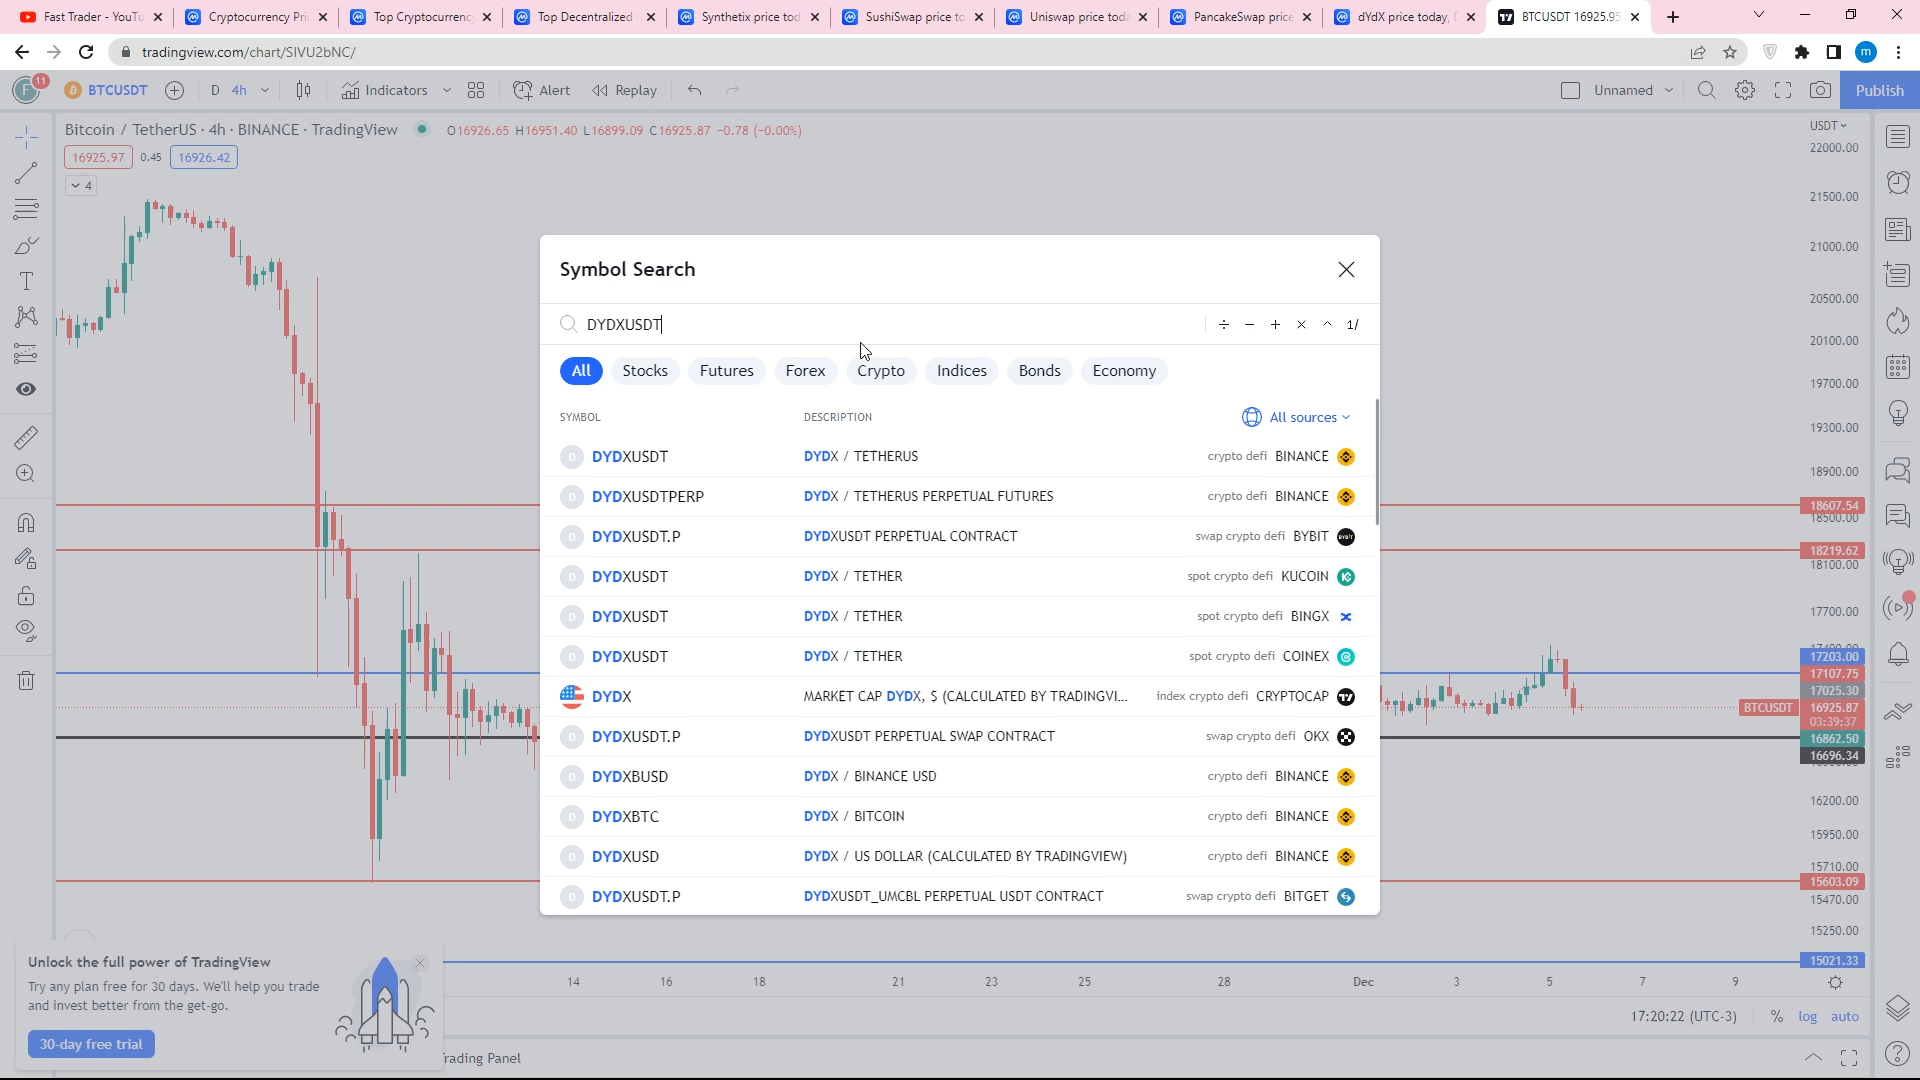 Fast Trader - YouTu
Cryptocurrency Pri
Top Cryptocurrenc
Top Decentralized
Synthetix price tod
SushiSwap price to
Uniswap price toda
PancakeSwap price
dYdX price today, D
BTCUSDT 16925.95
tradingview.com/chart/SIVU2bNC/
m
F 11 BTCUSDT D 4h Indicators Alert Replay Unnamed Publish
Bitcoin / TetherUS · 4h · BINANCE · TradingView O16926.65 H16951.40 L16899.09 C16925.87 -0.78 (-0.00%)
16925.97 0.45 16926.42
4
USDT
22000.00
21500.00
21000.00
20500.00
20100.00
19700.00
19300.00
18900.00
18607.54
18500.00
18219.62
18100.00
17700.00
17203.00
17107.75
17025.30
BTCUSDT 16925.87
03:39:37
16862.50
16696.34
16200.00
15950.00
15710.00
15603.09
15470.00
15250.00
15021.33
Symbol Search
DYDXUSDT ÷ − + × ^ 1/
All Stocks Futures Forex Crypto Indices Bonds Economy
SYMBOL DESCRIPTION All sources
D DYDXUSDT DYDX / TETHERUS crypto defi BINANCE
D DYDXUSDTPERP DYDX / TETHERUS PERPETUAL FUTURES crypto defi BINANCE
D DYDXUSDT.P DYDXUSDT PERPETUAL CONTRACT swap crypto defi BYBIT
D DYDXUSDT DYDX / TETHER spot crypto defi KUCOIN
D DYDXUSDT DYDX / TETHER spot crypto defi BINGX
D DYDXUSDT DYDX / TETHER spot crypto defi COINEX
DYDX MARKET CAP DYDX, $ (CALCULATED BY TRADINGVI... index crypto defi CRYPTOCAP
D DYDXUSDT.P DYDXUSDT PERPETUAL SWAP CONTRACT swap crypto defi OKX
D DYDXBUSD DYDX / BINANCE USD crypto defi BINANCE
D DYDXBTC DYDX / BITCOIN crypto defi BINANCE
D DYDXUSD DYDX / US DOLLAR (CALCULATED BY TRADINGVIEW) crypto defi BINANCE
D DYDXUSDT.P DYDXUSDT_UMCBL PERPETUAL USDT CONTRACT swap crypto defi BITGET
Unlock the full power of TradingView
Try any plan free for 30 days. We'll help you trade
and invest better from the get-go.
30-day free trial
14 16 18 21 23 25 28 Dec 3 5 7 9
17:20:22 (UTC-3) % log auto
rading Panel